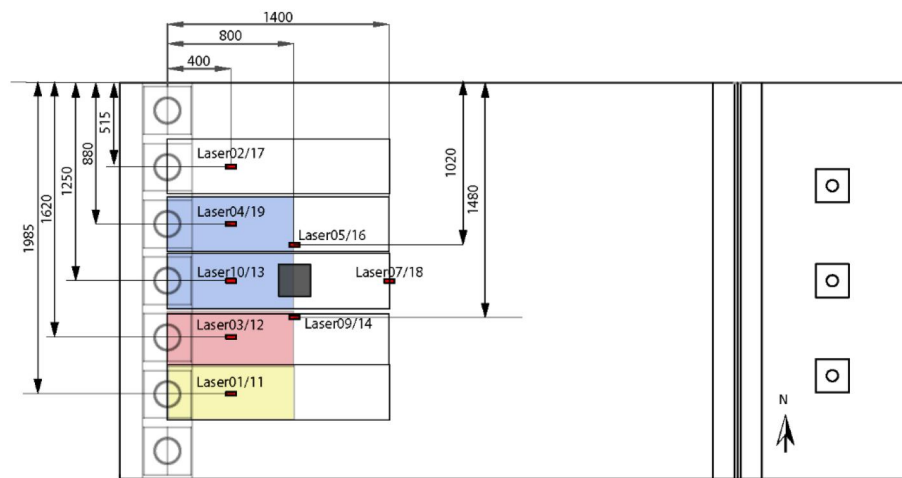 1400
800
400
515
880
1250
1620
1985
1020
1480
Laser02/17
Laser04/19
Laser05/16
Laser10/13
Laser07/18
Laser03/12
Laser09/14
Laser01/11
N